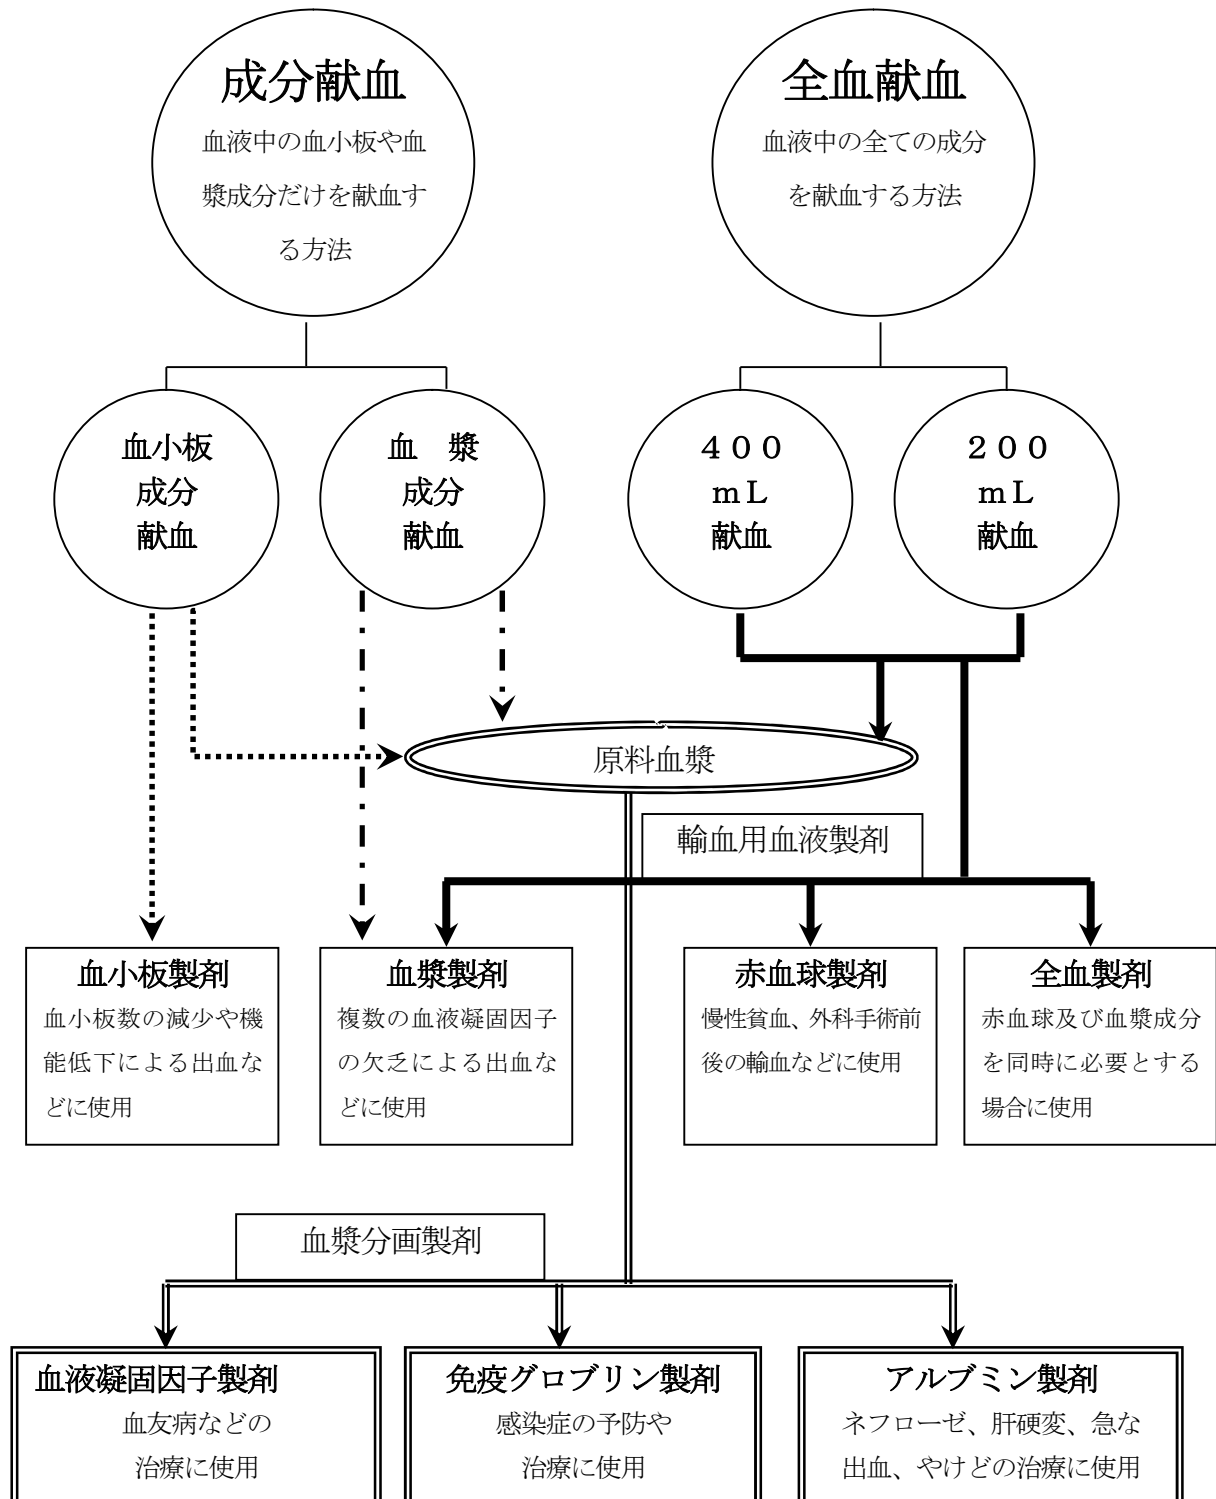 成分献血
血液中の血小板や血
漿成分だけを献血す
る方法
全血献血
血液中の全ての成分
を献血する方法
血小板
成分
献血
血　漿
成分
献血
４００
ｍＬ
献血
２００
ｍＬ
献血
原料血漿
輸血用血液製剤
血小板製剤
血小板数の減少や機
能低下による出血な
どに使用
血漿製剤
複数の血液凝固因子
の欠乏による出血な
どに使用
赤血球製剤
慢性貧血、外科手術前
後の輸血などに使用
全血製剤
赤血球及び血漿成分
を同時に必要とする
場合に使用
血漿分画製剤
血液凝固因子製剤
血友病などの
治療に使用
免疫グロブリン製剤
感染症の予防や
治療に使用
アルブミン製剤
ネフローゼ、肝硬変、急な
出血、やけどの治療に使用